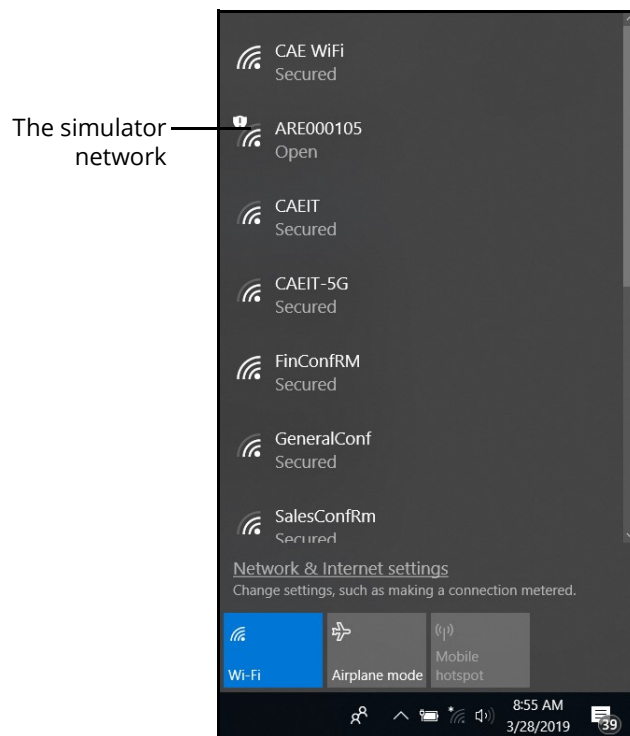 CAE WiFi
Secured
The simulator
network
ARE000105
Open
CAEIT
Secured
CAEIT-5G
Secured
FinConfRM
Secured
GeneralConf
Secured
SalesConfRm
Secured
Network & Internet settings
Change settings, such as making a connection metered.
Wi-Fi
Airplane mode
Mobile
hotspot
8:55 AM
3/28/2019
39